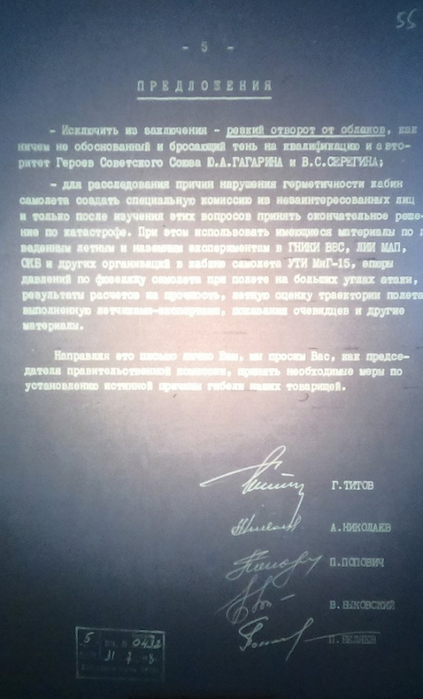 55
- 5 -
ПРЕДЛОЖЕНИЯ
- Исключить из заключения - резкий отворот от облаков, как
ничем не обоснованный и бросающий тень на квалификацию и авто-
ритет Героев Советского Союза Ю.А.ГАГАРИНА и В.С.СЕРЕГИНА;
- для расследования причин нарушения герметичности кабин
самолета создать специальную комиссию из незаинтересованных лиц
и только после изучения этих вопросов принять окончательное реше-
ние по катастрофе. При этом использовать имеющиеся материалы по
веденным летным и наземным экспериментам в ГНИКИ ВВС, ЛИИ МАП,
ОКБ и других организаций в кабине самолета УТИ МиГ-15, эпюры
давлений по фюзеляжу самолета при полете на больших углах атаки,
результаты расчетов на прочность, летную оценку траектории полета
выполненную летчиками-, показания очевидцев и другие
материалы.
Направляя это письмо лично Вам, мы просим Вас, как предсе-
дателя правительственной комиссии, принять необходимые меры по
установлению истинной причины гибели наших товарищей.
Г.ТИТОВ
А.НИКОЛАЕВ
П.ПОПОВИЧ
В.БЫКОВСКИЙ
П.БЕЛЯЕВ
5